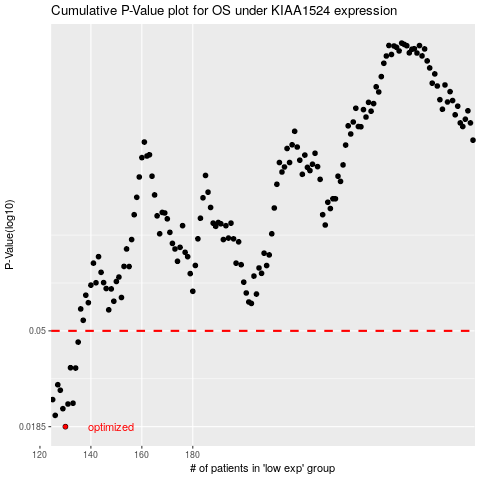 Cumulative P-Value plot for OS under KIAA1524 expression
P-Value(log10)
0.05
0.0185
optimized
120 140 160 180
# of patients in 'low exp' group